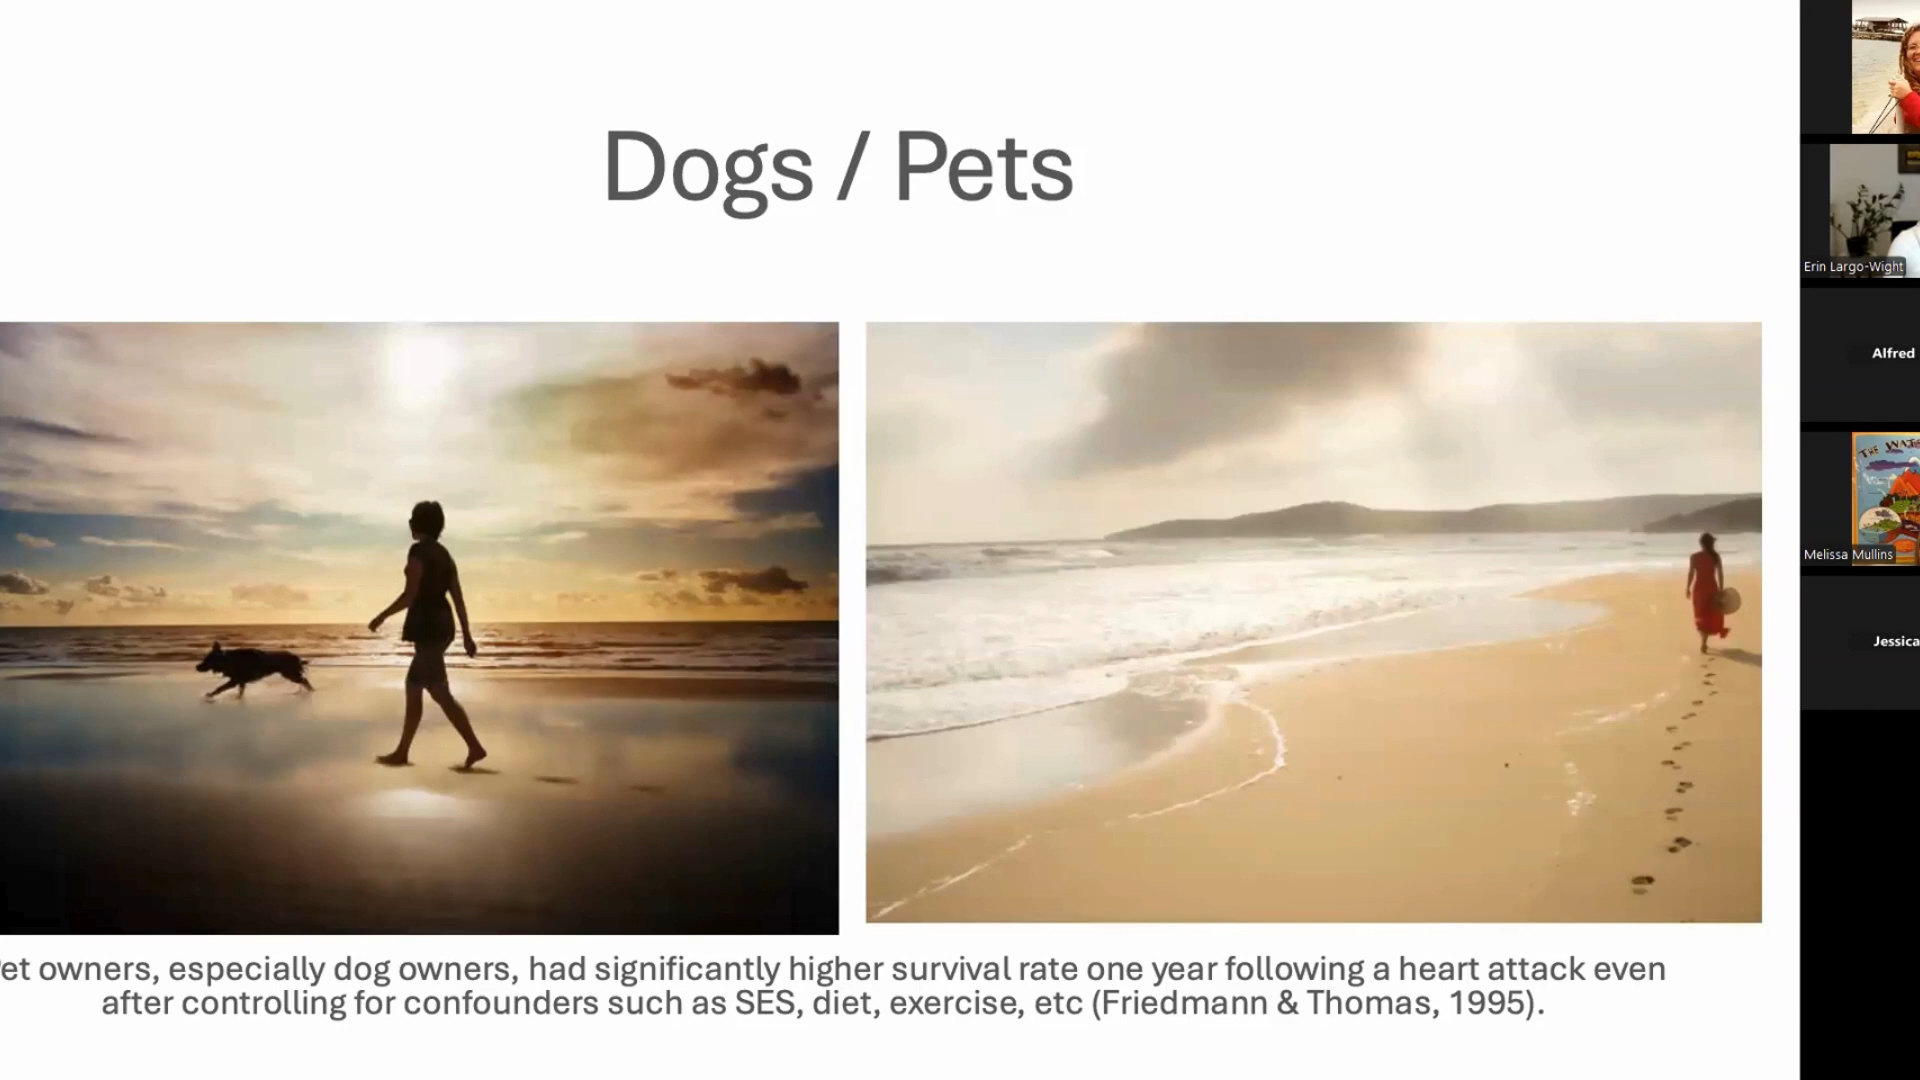 Dogs / Pets
et owners, especially dog owners, had significantly higher survival rate one year following a heart attack even
after controlling for confounders such as SES, diet, exercise, etc (Friedmann & Thomas, 1995).
Erin Largo-Wight
Alfred
THE WAT
Melissa Mullins
Jessica